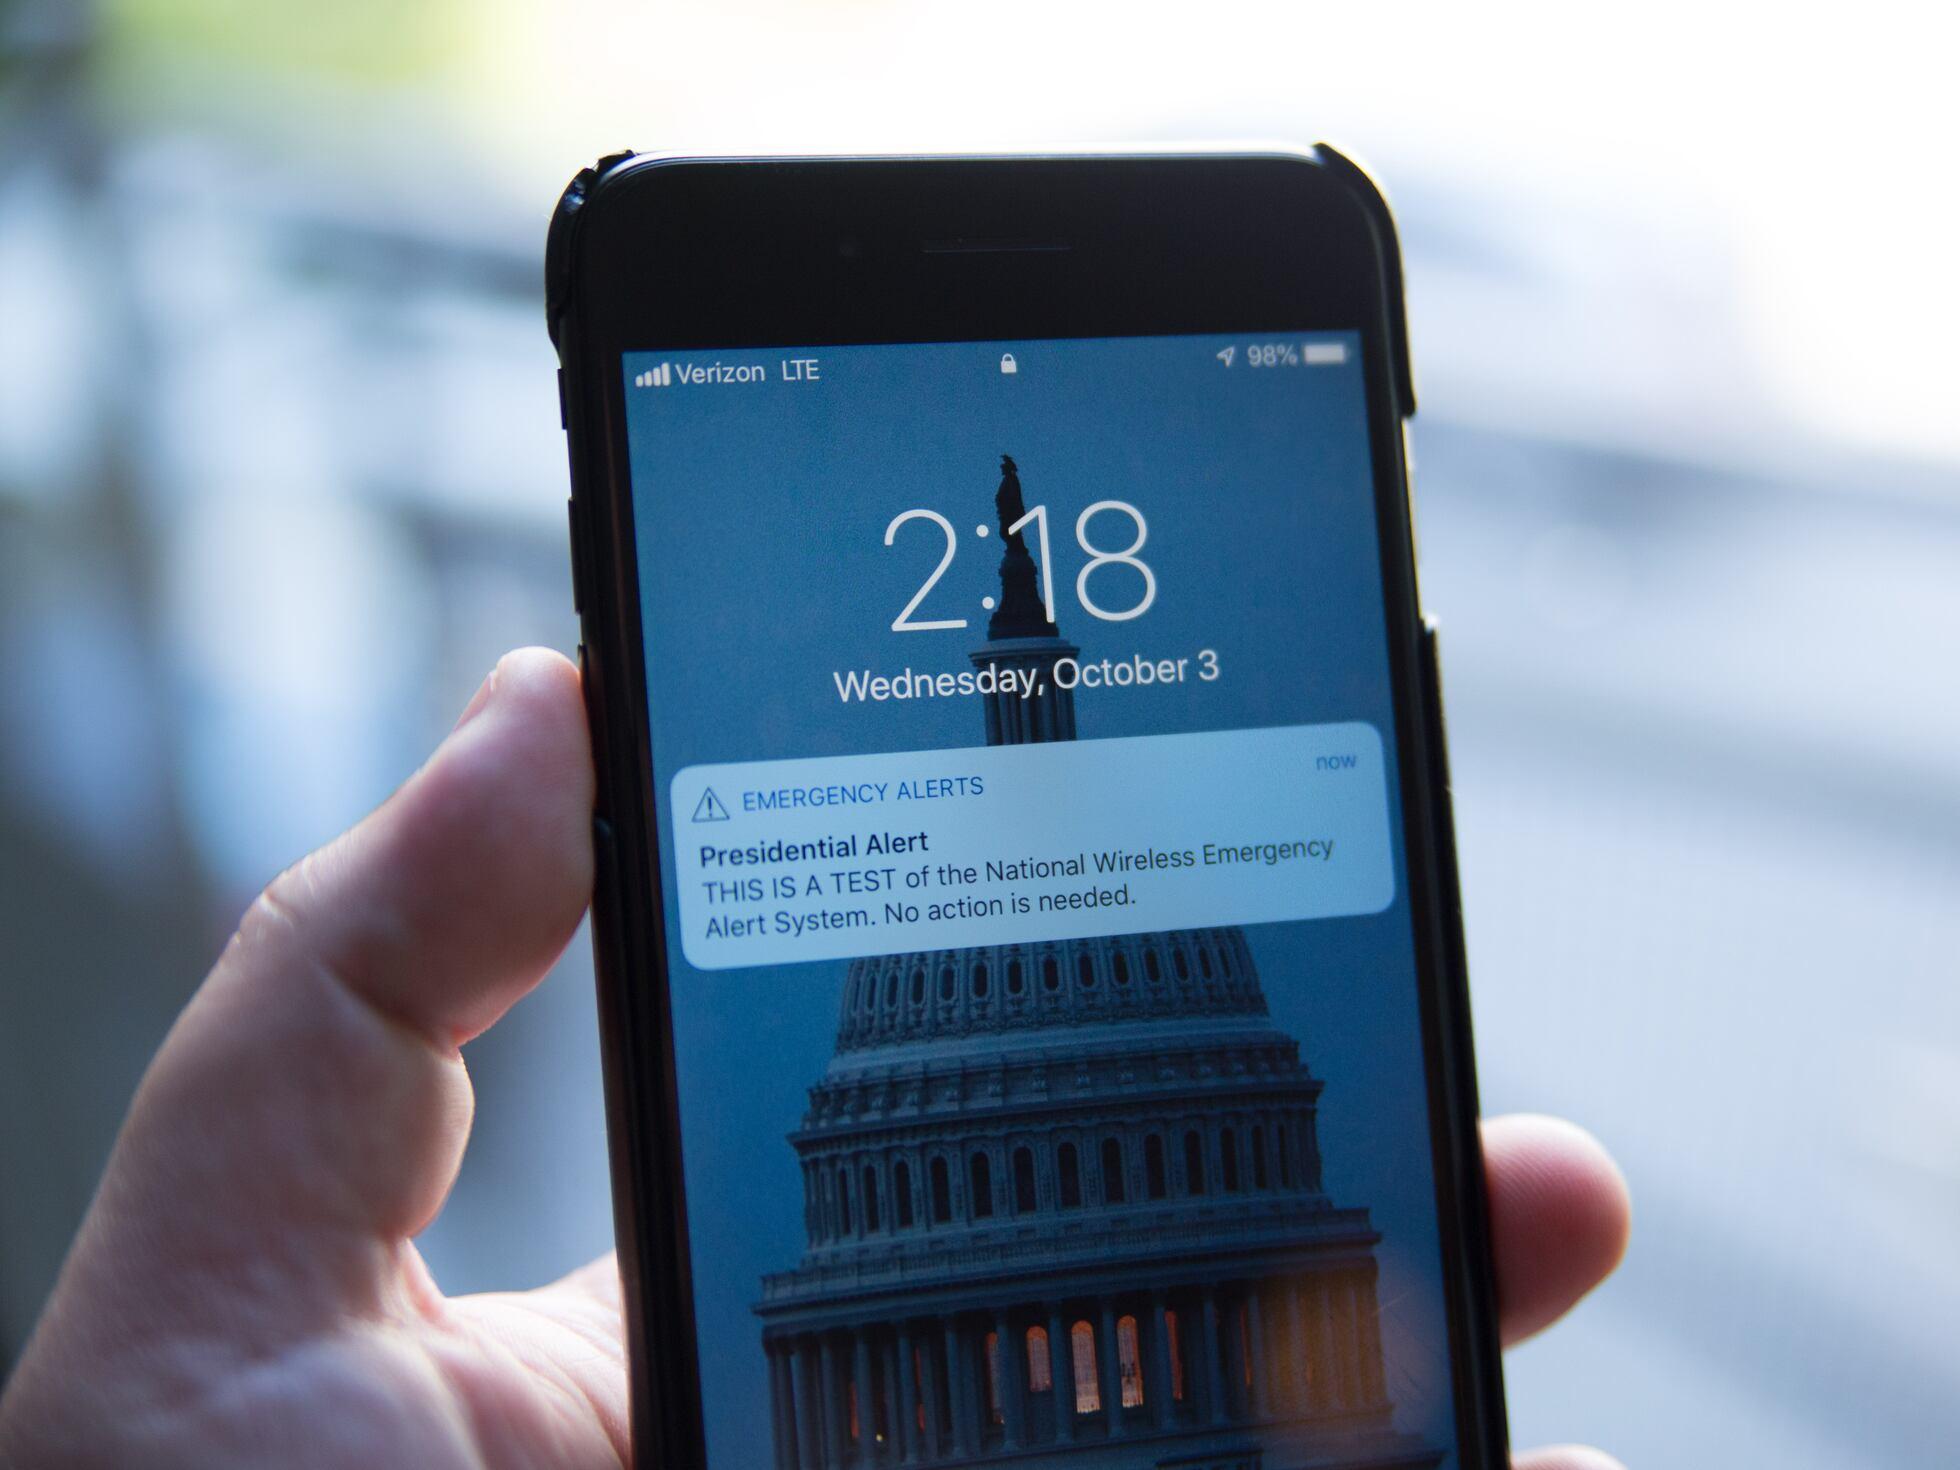 Verizon LTE 98%
2:18
Wednesday, October 3
EMERGENCY ALERTS now
Presidential Alert
THIS IS A TEST of the National Wireless Emergency
Alert System. No action is needed.